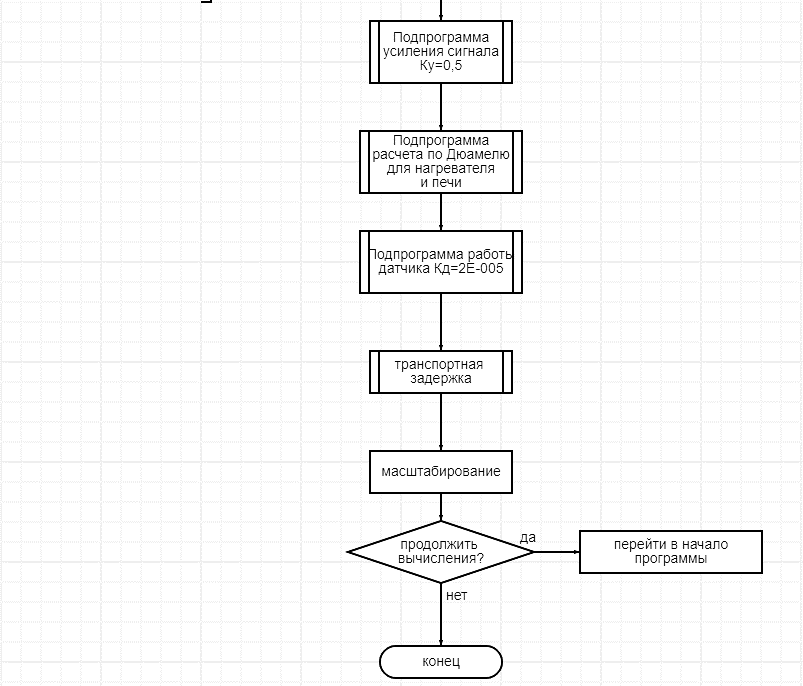 Подпрограмма
усиления сигнала
Ку=0,5
Подпрограмма
расчета по Дюамелю
для нагревателя
и печи
Подпрограмма работы
датчика Кд=2E-005
транспортная
задержка
масштабирование
продолжить
вычисления?
да
перейти в начало
программы
нет
конец